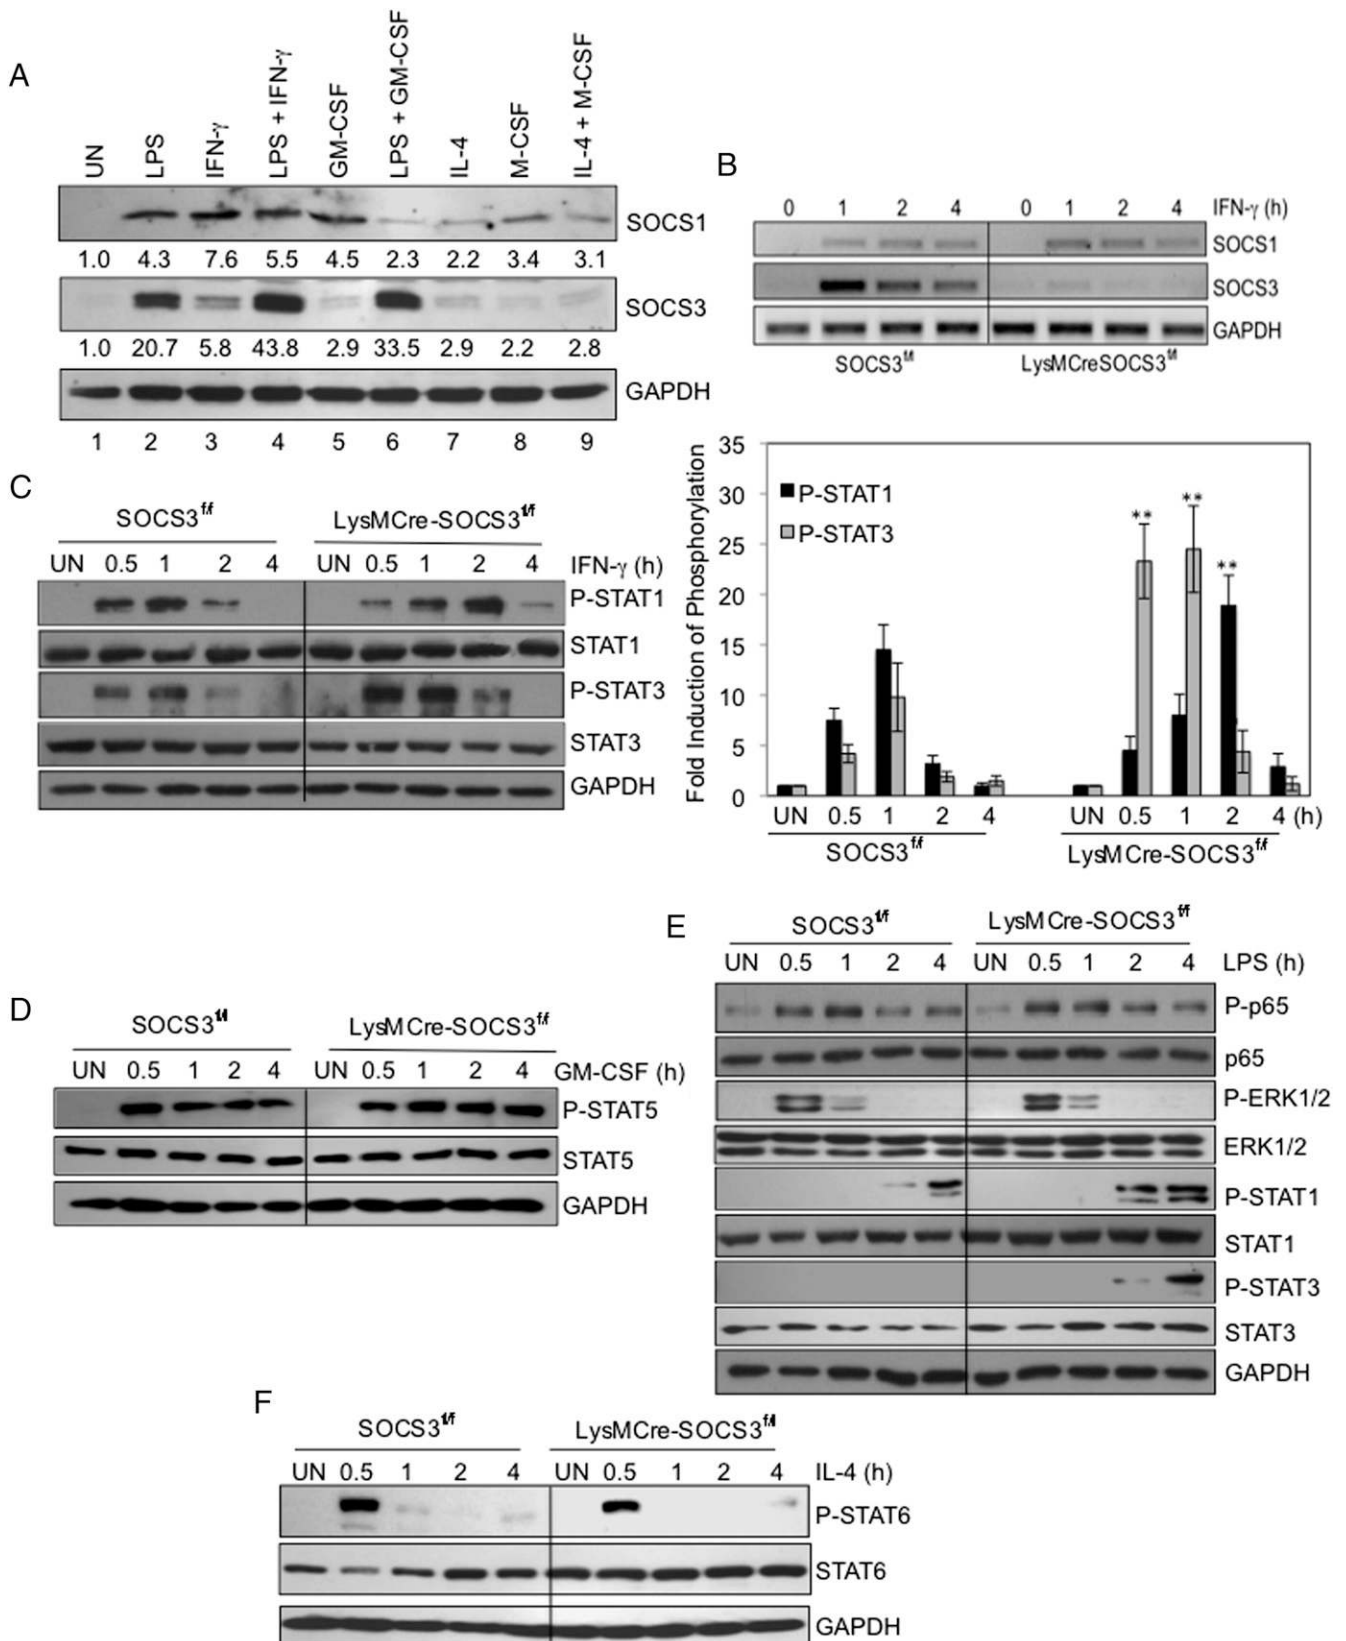 A
UN LPS IFN-γ LPS + IFN-γ GM-CSF LPS + GM-CSF IL-4 M-CSF IL-4 + M-CSF
SOCS1
1.0 4.3 7.6 5.5 4.5 2.3 2.2 3.4 3.1
SOCS3
1.0 20.7 5.8 43.8 2.9 33.5 2.9 2.2 2.8
GAPDH
1 2 3 4 5 6 7 8 9
B
0 1 2 4 0 1 2 4 IFN-γ (h)
SOCS1
SOCS3
GAPDH
SOCS3f/f LysMCreSOCS3f/f
C
SOCS3f/f LysMCre-SOCS3f/f
UN 0.5 1 2 4 UN 0.5 1 2 4 IFN-γ (h)
P-STAT1
STAT1
P-STAT3
STAT3
GAPDH
Fold Induction of Phosphorylation
35
30
25
20
15
10
5
0
P-STAT1
P-STAT3
** ** **
UN 0.5 1 2 4 UN 0.5 1 2 4 (h)
SOCS3f/f LysMCre-SOCS3f/f
D
SOCS3f/f LysMCre-SOCS3f/f
UN 0.5 1 2 4 UN 0.5 1 2 4 GM-CSF (h)
P-STAT5
STAT5
GAPDH
E
SOCS3f/f LysMCre-SOCS3f/f
UN 0.5 1 2 4 UN 0.5 1 2 4 LPS (h)
P-p65
p65
P-ERK1/2
ERK1/2
P-STAT1
STAT1
P-STAT3
STAT3
GAPDH
F
SOCS3f/f LysMCre-SOCS3f/f
UN 0.5 1 2 4 UN 0.5 1 2 4 IL-4 (h)
P-STAT6
STAT6
GAPDH